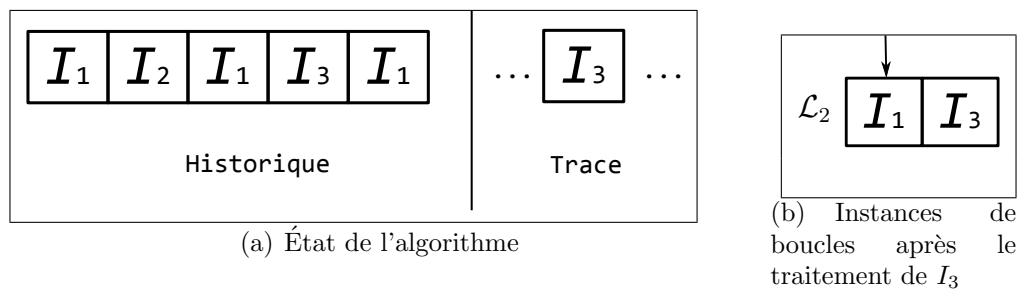 I₁ I₂ I₁ I₃ I₁ ... I₃ ...
Historique Trace
(a) État de l'algorithme
ℒ₂ I₁ I₃
(b) Instances de
boucles après le
traitement de I₃